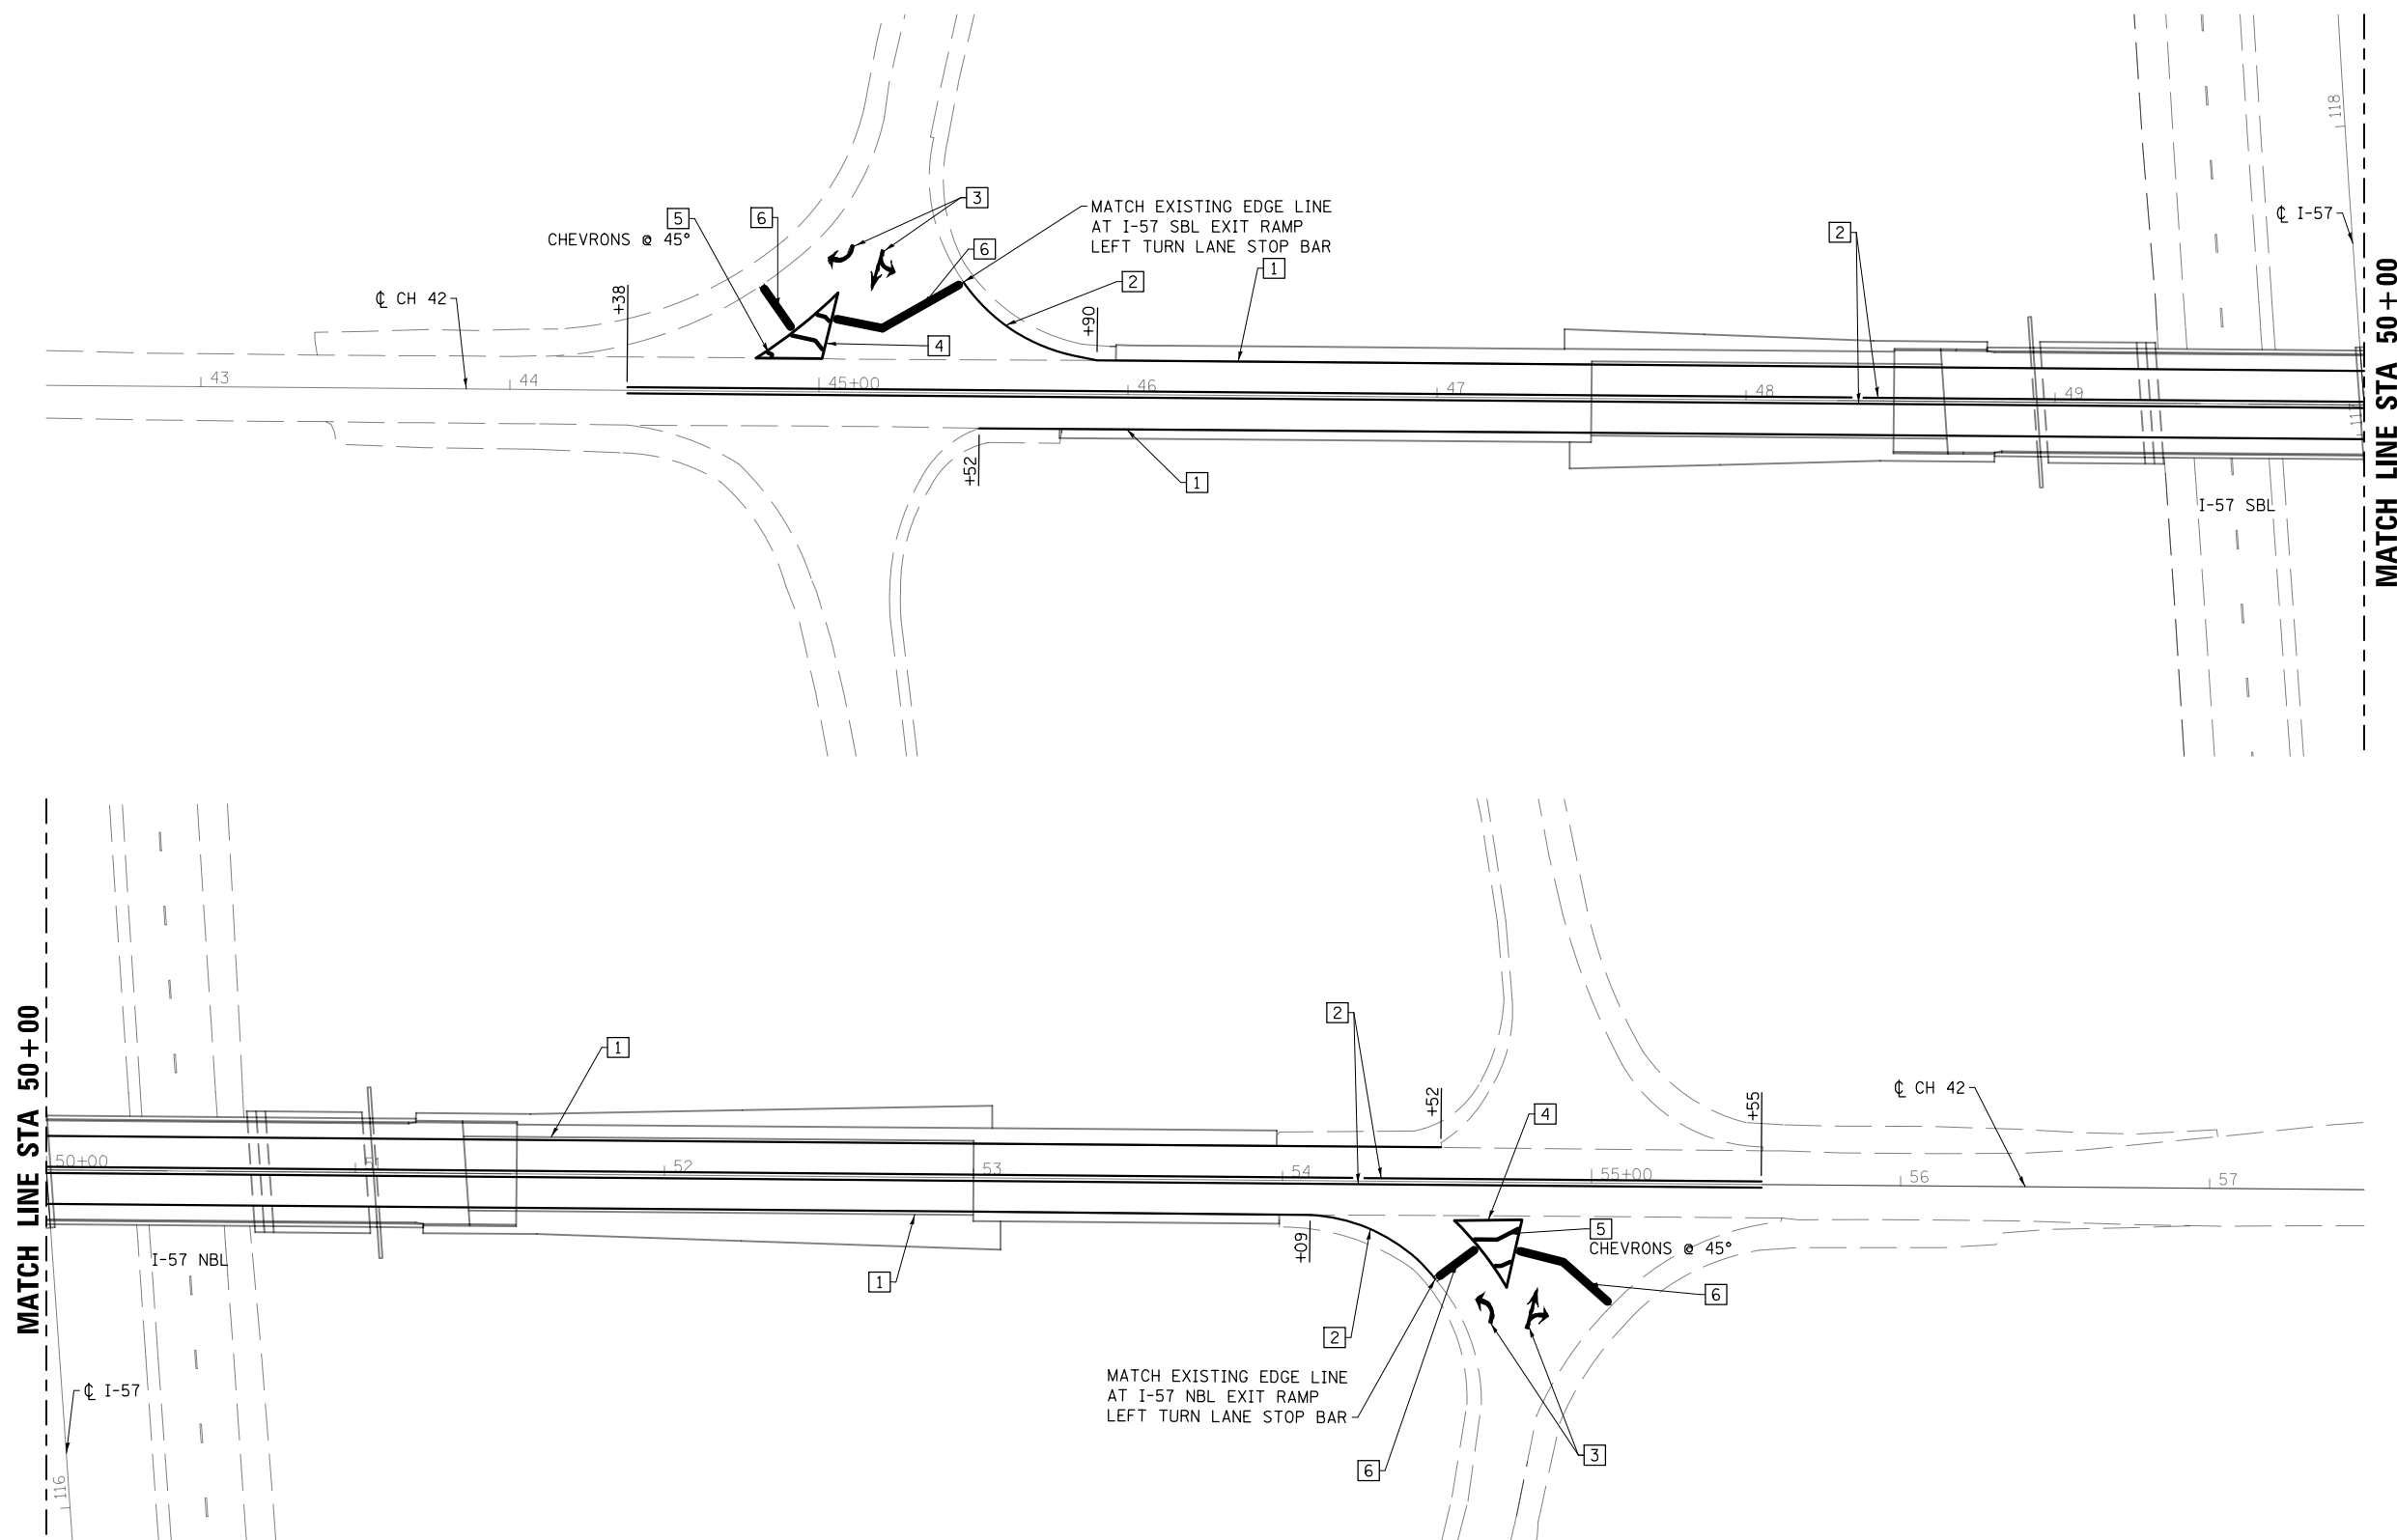 118
3
5
6
MATCH EXISTING EDGE LINE
AT I-57 SBL EXIT RAMP
LEFT TURN LANE STOP BAR
℄ I-57
2
CHEVRONS @ 45°
6
1
2
℄ CH 42
+38
+90
4
MATCH LINE STA 50+00
43
44
45+00
46
47
48
49
117
+52
1
I-57 SBL
MATCH LINE STA 50+00
2
1
℄ CH 42
+52
+55
4
50+00
51
52
53
54
55+00
56
57
5
CHEVRONS @ 45°
+09
I-57 NBL
1
6
2
MATCH EXISTING EDGE LINE
AT I-57 NBL EXIT RAMP
LEFT TURN LANE STOP BAR
℄ I-57
3
6
116